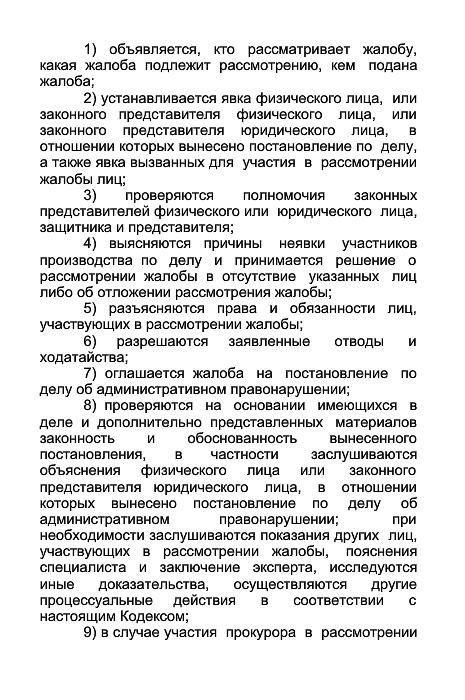 1) объявляется, кто рассматривает жалобу,
какая жалоба подлежит рассмотрению, кем подана
жалоба;
2) устанавливается явка физического лица, или
законного представителя физического лица, или
законного представителя юридического лица, в
отношении которых вынесено постановление по делу,
а также явка вызванных для участия в рассмотрении
жалобы лиц;
3) проверяются полномочия законных
представителей физического или юридического лица,
защитника и представителя;
4) выясняются причины неявки участников
производства по делу и принимается решение о
рассмотрении жалобы в отсутствие указанных лиц
либо об отложении рассмотрения жалобы;
5) разъясняются права и обязанности лиц,
участвующих в рассмотрении жалобы;
6) разрешаются заявленные отводы и
ходатайства;
7) оглашается жалоба на постановление по
делу об административном правонарушении;
8) проверяются на основании имеющихся в
деле и дополнительно представленных материалов
законность и обоснованность вынесенного
постановления, в частности заслушиваются
объяснения физического лица или законного
представителя юридического лица, в отношении
которых вынесено постановление по делу об
административном правонарушении; при
необходимости заслушиваются показания других лиц,
участвующих в рассмотрении жалобы, пояснения
специалиста и заключение эксперта, исследуются
иные доказательства, осуществляются другие
процессуальные действия в соответствии с
настоящим Кодексом;
9) в случае участия прокурора в рассмотрении